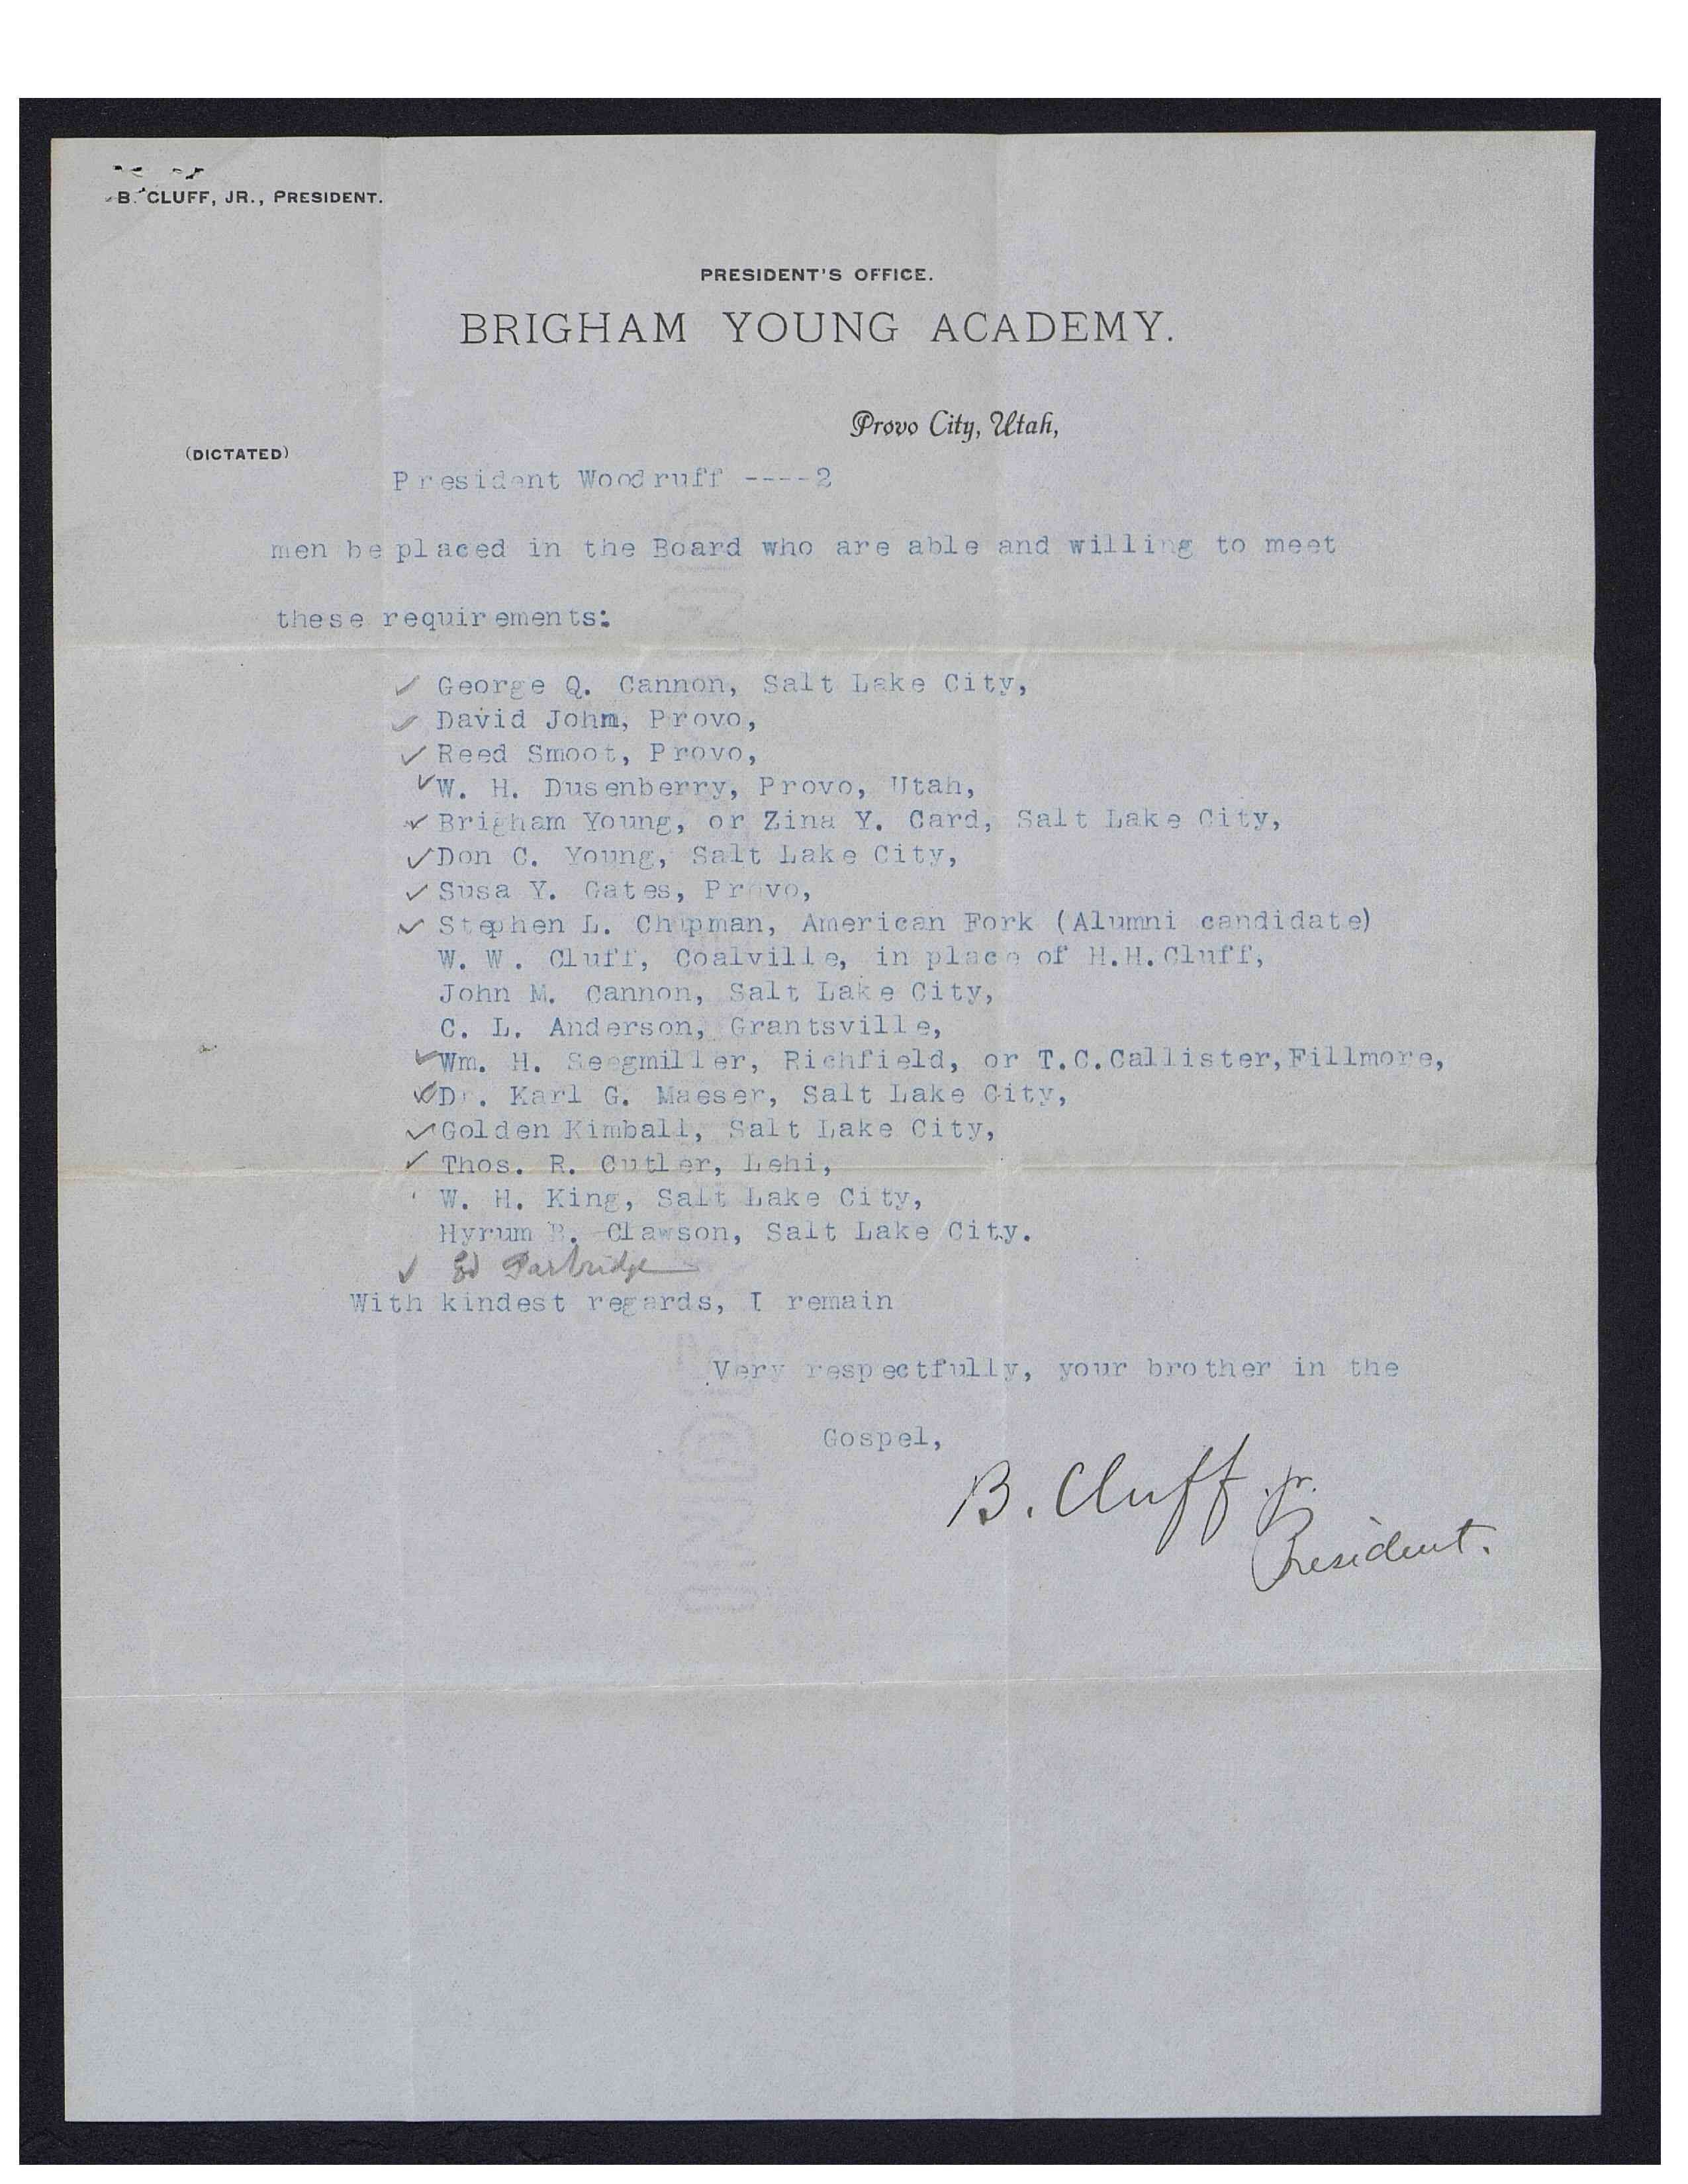 B. CLUFF, JR., PRESIDENT.
PRESIDENT'S OFFICE.
BRIGHAM YOUNG ACADEMY.
Provo City, Utah,
(DICTATED)
President Woodruff ----2
men be placed in the Board who are able and willing to meet
these requirements:
✓ George Q. Cannon, Salt Lake City,
✓ David John, Provo,
✓ Reed Smoot, Provo,
✓ W. H. Dusenberry, Provo, Utah,
✓ Brigham Young, or Zina Y. Card, Salt Lake City,
✓ Don C. Young, Salt Lake City,
✓ Susa Y. Gates, Provo,
✓ Stephen L. Chipman, American Fork (Alumni candidate)
W. W. Cluff, Coalville, in place of H.H.Cluff,
John M. Cannon, Salt Lake City,
C. L. Anderson, Grantsville,
✓ Wm. H. Seegmiller, Richfield, or T.C.Callister,Fillmore,
✓ Dr. Karl G. Maeser, Salt Lake City,
✓ Golden Kimball, Salt Lake City,
✓ Thos. R. Cutler, Lehi,
W. H. King, Salt Lake City,
Hyrum B. Clawson, Salt Lake City.
✓ Ed Partridge
With kindest regards, I remain
Very respectfully, your brother in the
Gospel,
B. Cluff jr.
President.